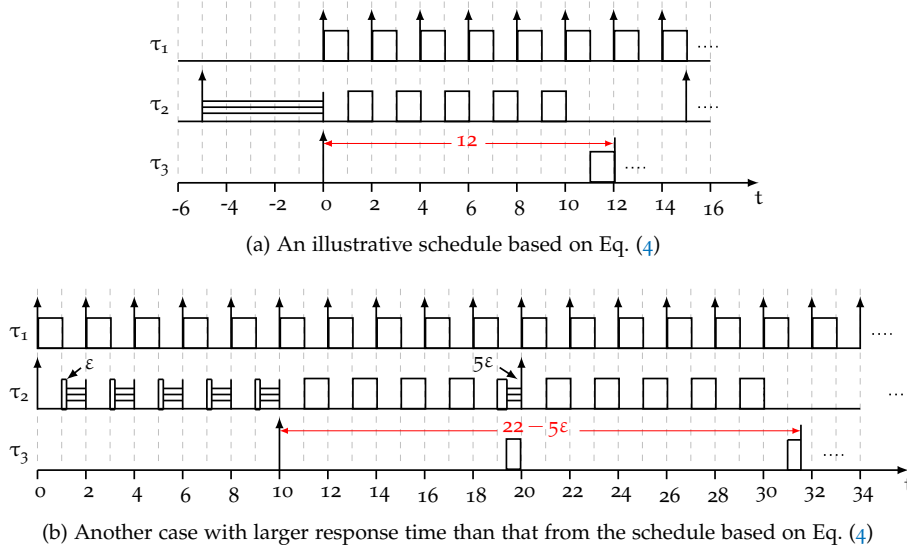 τ1
....
τ2
....
12
τ3
....
-6 -4 -2 0 2 4 6 8 10 12 14 16 t
(a) An illustrative schedule based on Eq. (4)
τ1
....
ε 5ε
τ2
....
22 − 5ε
τ3
....
0 2 4 6 8 10 12 14 16 18 20 22 24 26 28 30 32 34 t
(b) Another case with larger response time than that from the schedule based on Eq. (4)